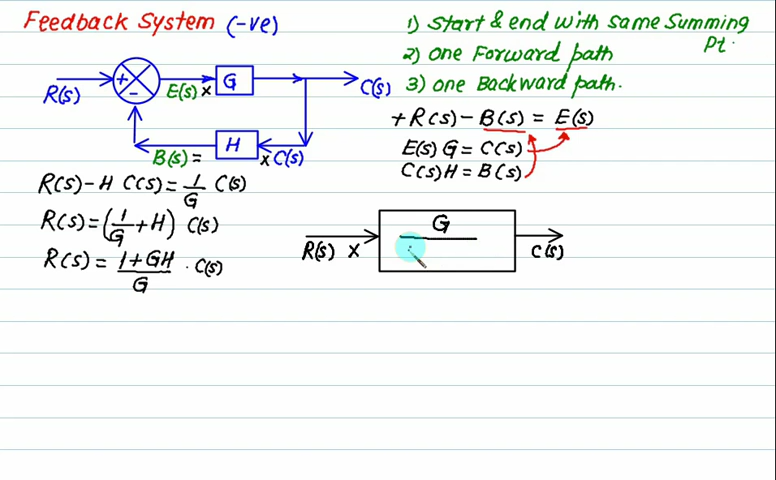 Feedback System (-ve)
R(s)
+
-
E(s) ×
G
C(s)
B(s) =
H
× C(s)
1) Start & end with same Summing Pt.
2) one Forward path
3) one Backward path.
+R(s) - B(s) = E(s)
E(s) G = C(s)
C(s) H = B(s)
R(s) - H C(s) = 1/G C(s)
R(s) = (1/G + H) C(s)
R(s) = 1+GH/G · C(s)
R(s) ×
G
C(s)